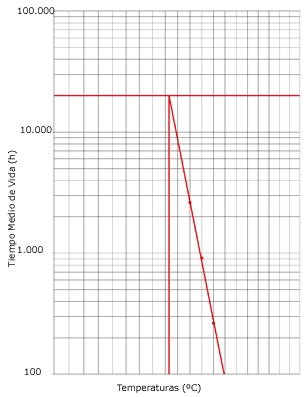 100.000
10.000
Tiempo Medio de Vida (h)
1.000
100
Temperaturas (ºC)